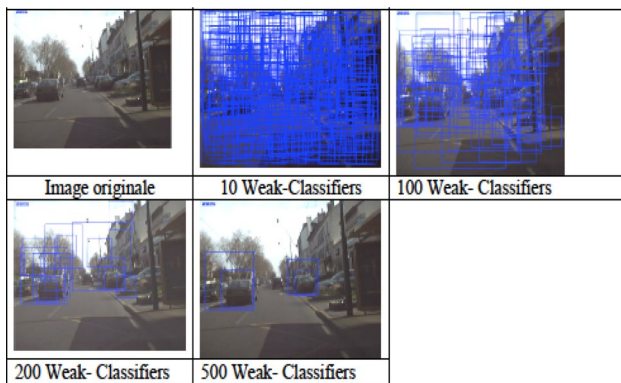 Image originale
10 Weak-Classifiers
100 Weak- Classifiers
200 Weak- Classifiers
500 Weak- Classifiers